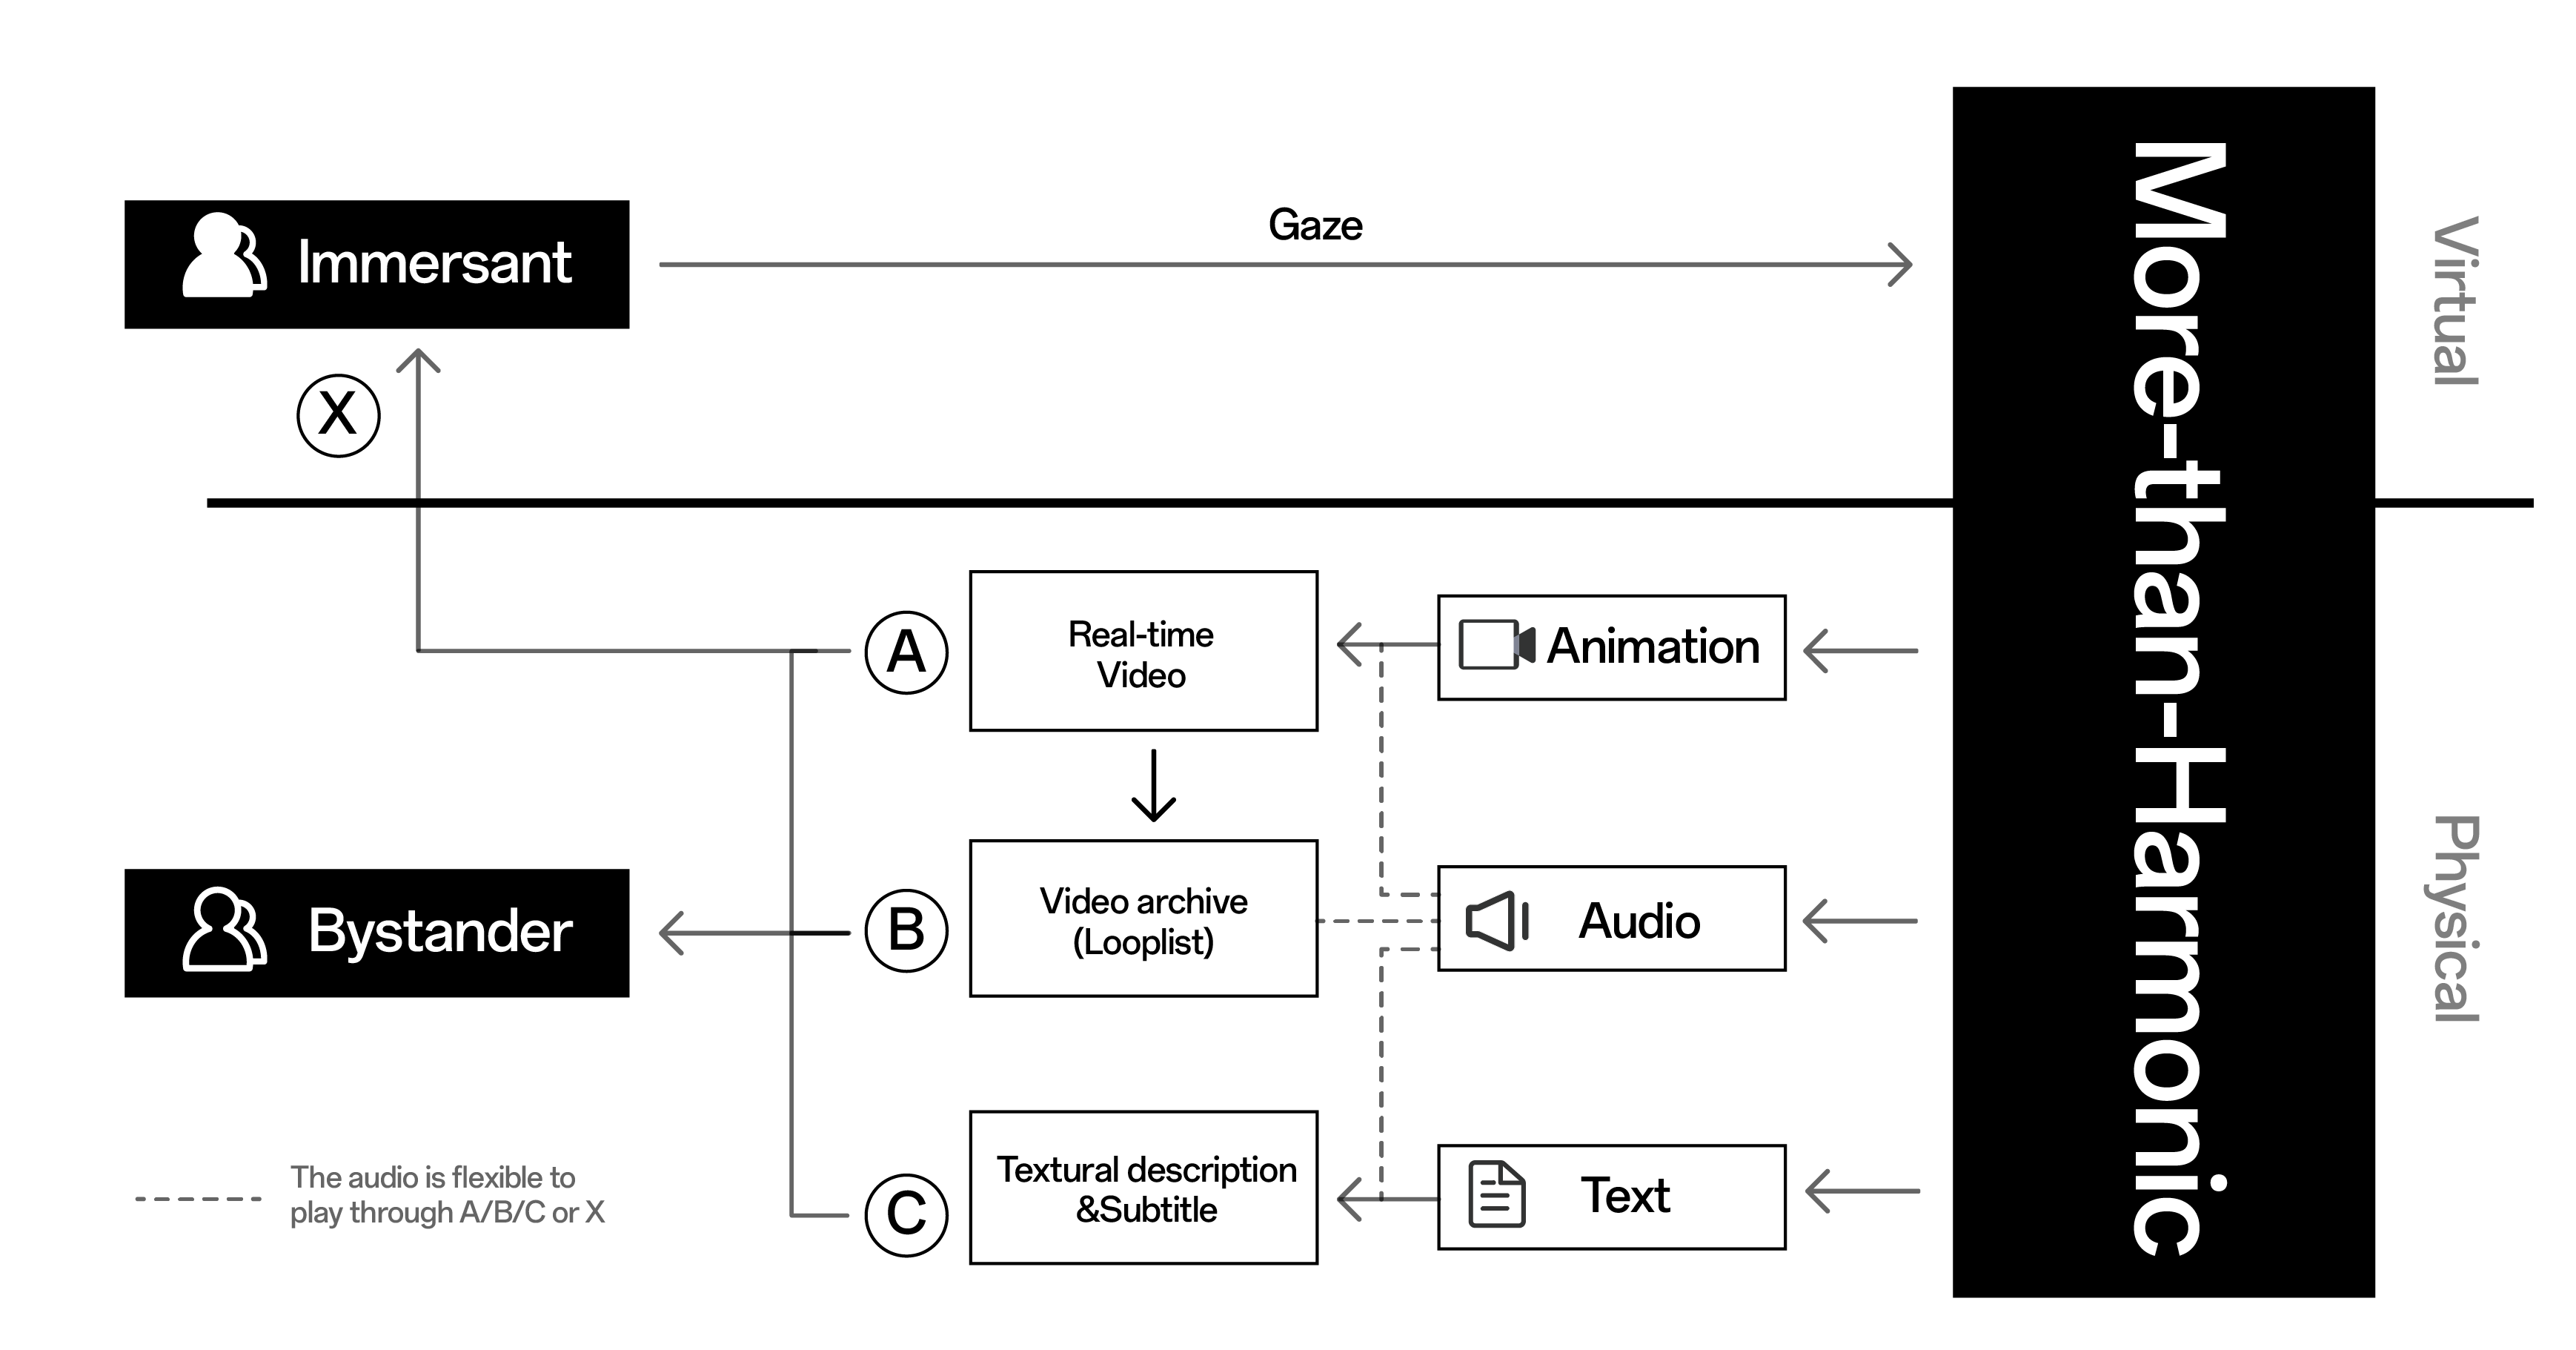 Immersant
Gaze
More-than-Harmonic
Virtual
X
A
Real-time
Video
Animation
Bystander
B
Video archive
(Looplist)
Audio
Physical
The audio is flexible to
play through A/B/C or X
C
Textural description
&Subtitle
Text